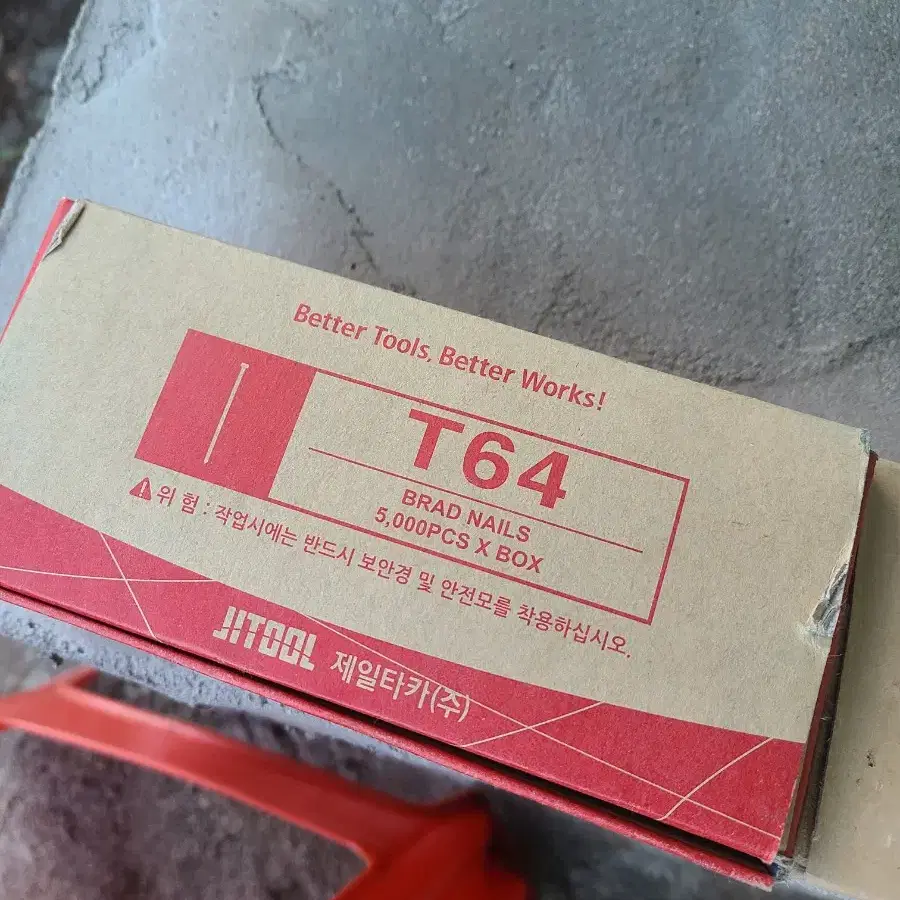 Better Tools, Better Works!
T64
BRAD NAILS
5,000PCS X BOX
위 험 : 작업시에는 반드시 보안경 및 안전모를 착용하십시오.
JITOOL 제일타카(주)